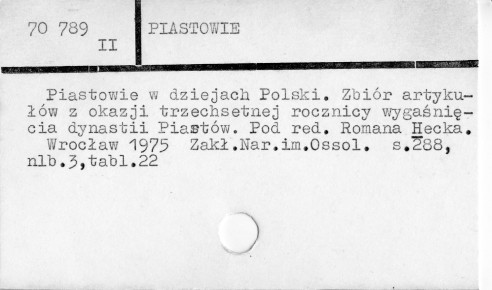 70 789 PIASTOWIE
II
Piastowie w dziejach Polski. Zbiór artyku-
łów z okazji trzechsetnej rocznicy wygaśnię-
cia dynastii Piastów. Pod red. Romana Hecka.
Wrocław 1975 Zakł.Nar.im.Ossol. s.288,
nlb.3,tabl.22